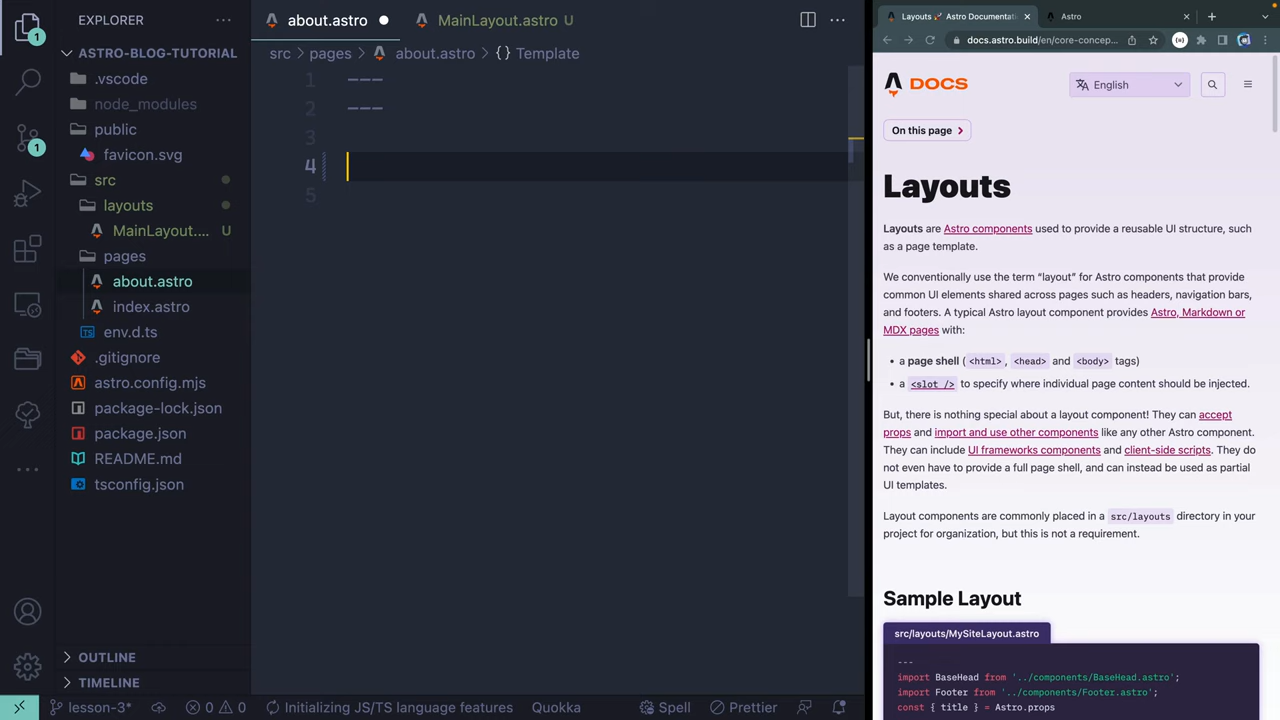 EXPLORER
ASTRO-BLOG-TUTORIAL
.vscode
node_modules
public
favicon.svg
src
layouts
MainLayout.... U
pages
about.astro
index.astro
env.d.ts
.gitignore
astro.config.mjs
package-lock.json
package.json
README.md
tsconfig.json
OUTLINE
TIMELINE
1
1
about.astro
MainLayout.astro U
src > pages > about.astro > {} Template
1 ---
2 ---
3
4
5
lesson-3* 0 0 Initializing JS/TS language features Quokka Spell Prettier
Layouts 🚀 Astro Documentat
Astro
docs.astro.build/en/core-concep...
DOCS
English
On this page
Layouts
Layouts are Astro components used to provide a reusable UI structure, such
as a page template.
We conventionally use the term “layout” for Astro components that provide
common UI elements shared across pages such as headers, navigation bars,
and footers. A typical Astro layout component provides Astro, Markdown or
MDX pages with:
• a page shell (<html>, <head> and <body> tags)
• a <slot /> to specify where individual page content should be injected.
But, there is nothing special about a layout component! They can accept
props and import and use other components like any other Astro component.
They can include UI frameworks components and client-side scripts. They do
not even have to provide a full page shell, and can instead be used as partial
UI templates.
Layout components are commonly placed in a src/layouts directory in your
project for organization, but this is not a requirement.
Sample Layout
src/layouts/MySiteLayout.astro
---
import BaseHead from '../components/BaseHead.astro';
import Footer from '../components/Footer.astro';
const { title } = Astro.props